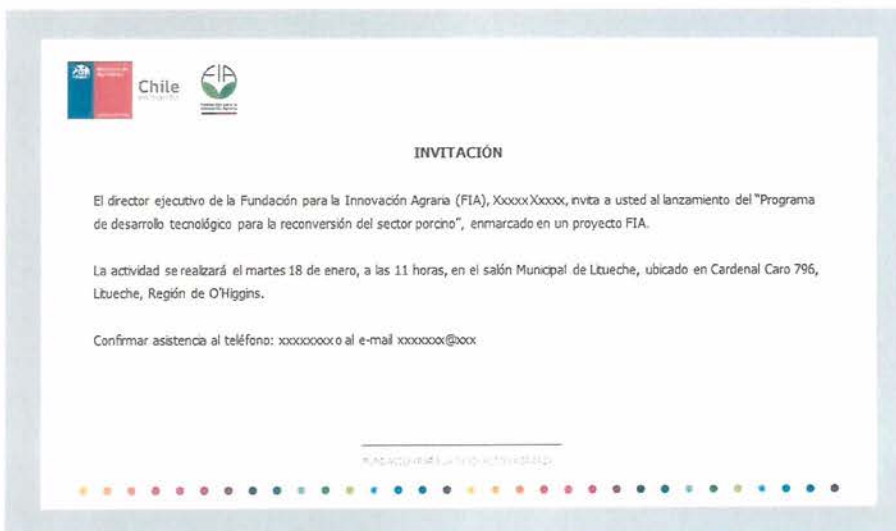 Chile
FIA
INVITACIÓN
El director ejecutivo de la Fundación para la Innovación Agraria (FIA), Xxxxx Xxxxx, invita a usted al lanzamiento del "Programa
de desarrollo tecnológico para la reconversión del sector porcino", enmarcado en un proyecto FIA.
La actividad se realizará el martes 18 de enero, a las 11 horas, en el salón Municipal de Litueche, ubicado en Cardenal Caro 796,
Litueche, Región de O'Higgins.
Confirmar asistencia al teléfono: xxxxxxxx o al e-mail xxxxxxx@xxx